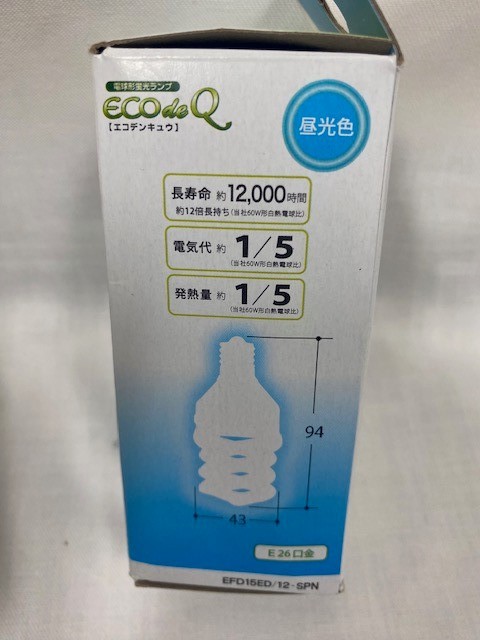 電球形蛍光ランプ
ECO de Q
【エコデンキュウ】
昼光色
長寿命 約12,000時間
約12倍長持ち(当社60W形白熱電球比)
電気代 約 1/5
(当社60W形白熱電球比)
発熱量 約 1/5
(当社60W形白熱電球比)
94
43
E26口金
EFD15ED/12-SPN